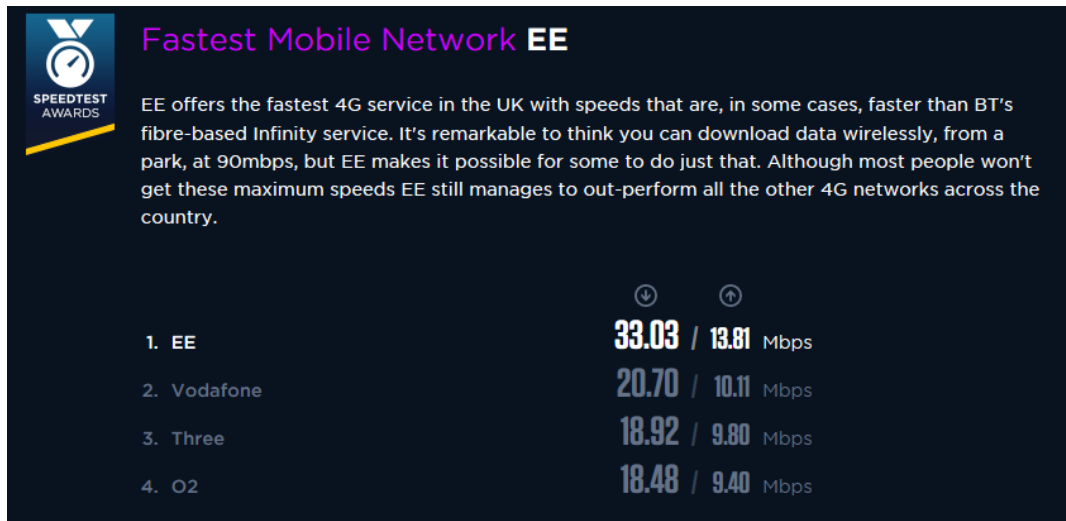 SPEEDTEST
AWARDS
Fastest Mobile Network EE
EE offers the fastest 4G service in the UK with speeds that are, in some cases, faster than BT's
fibre-based Infinity service. It's remarkable to think you can download data wirelessly, from a
park, at 90mbps, but EE makes it possible for some to do just that. Although most people won't
get these maximum speeds EE still manages to out-perform all the other 4G networks across the
country.
1. EE 33.03 / 13.81 Mbps
2. Vodafone 20.70 / 10.11 Mbps
3. Three 18.92 / 9.80 Mbps
4. O2 18.48 / 9.40 Mbps